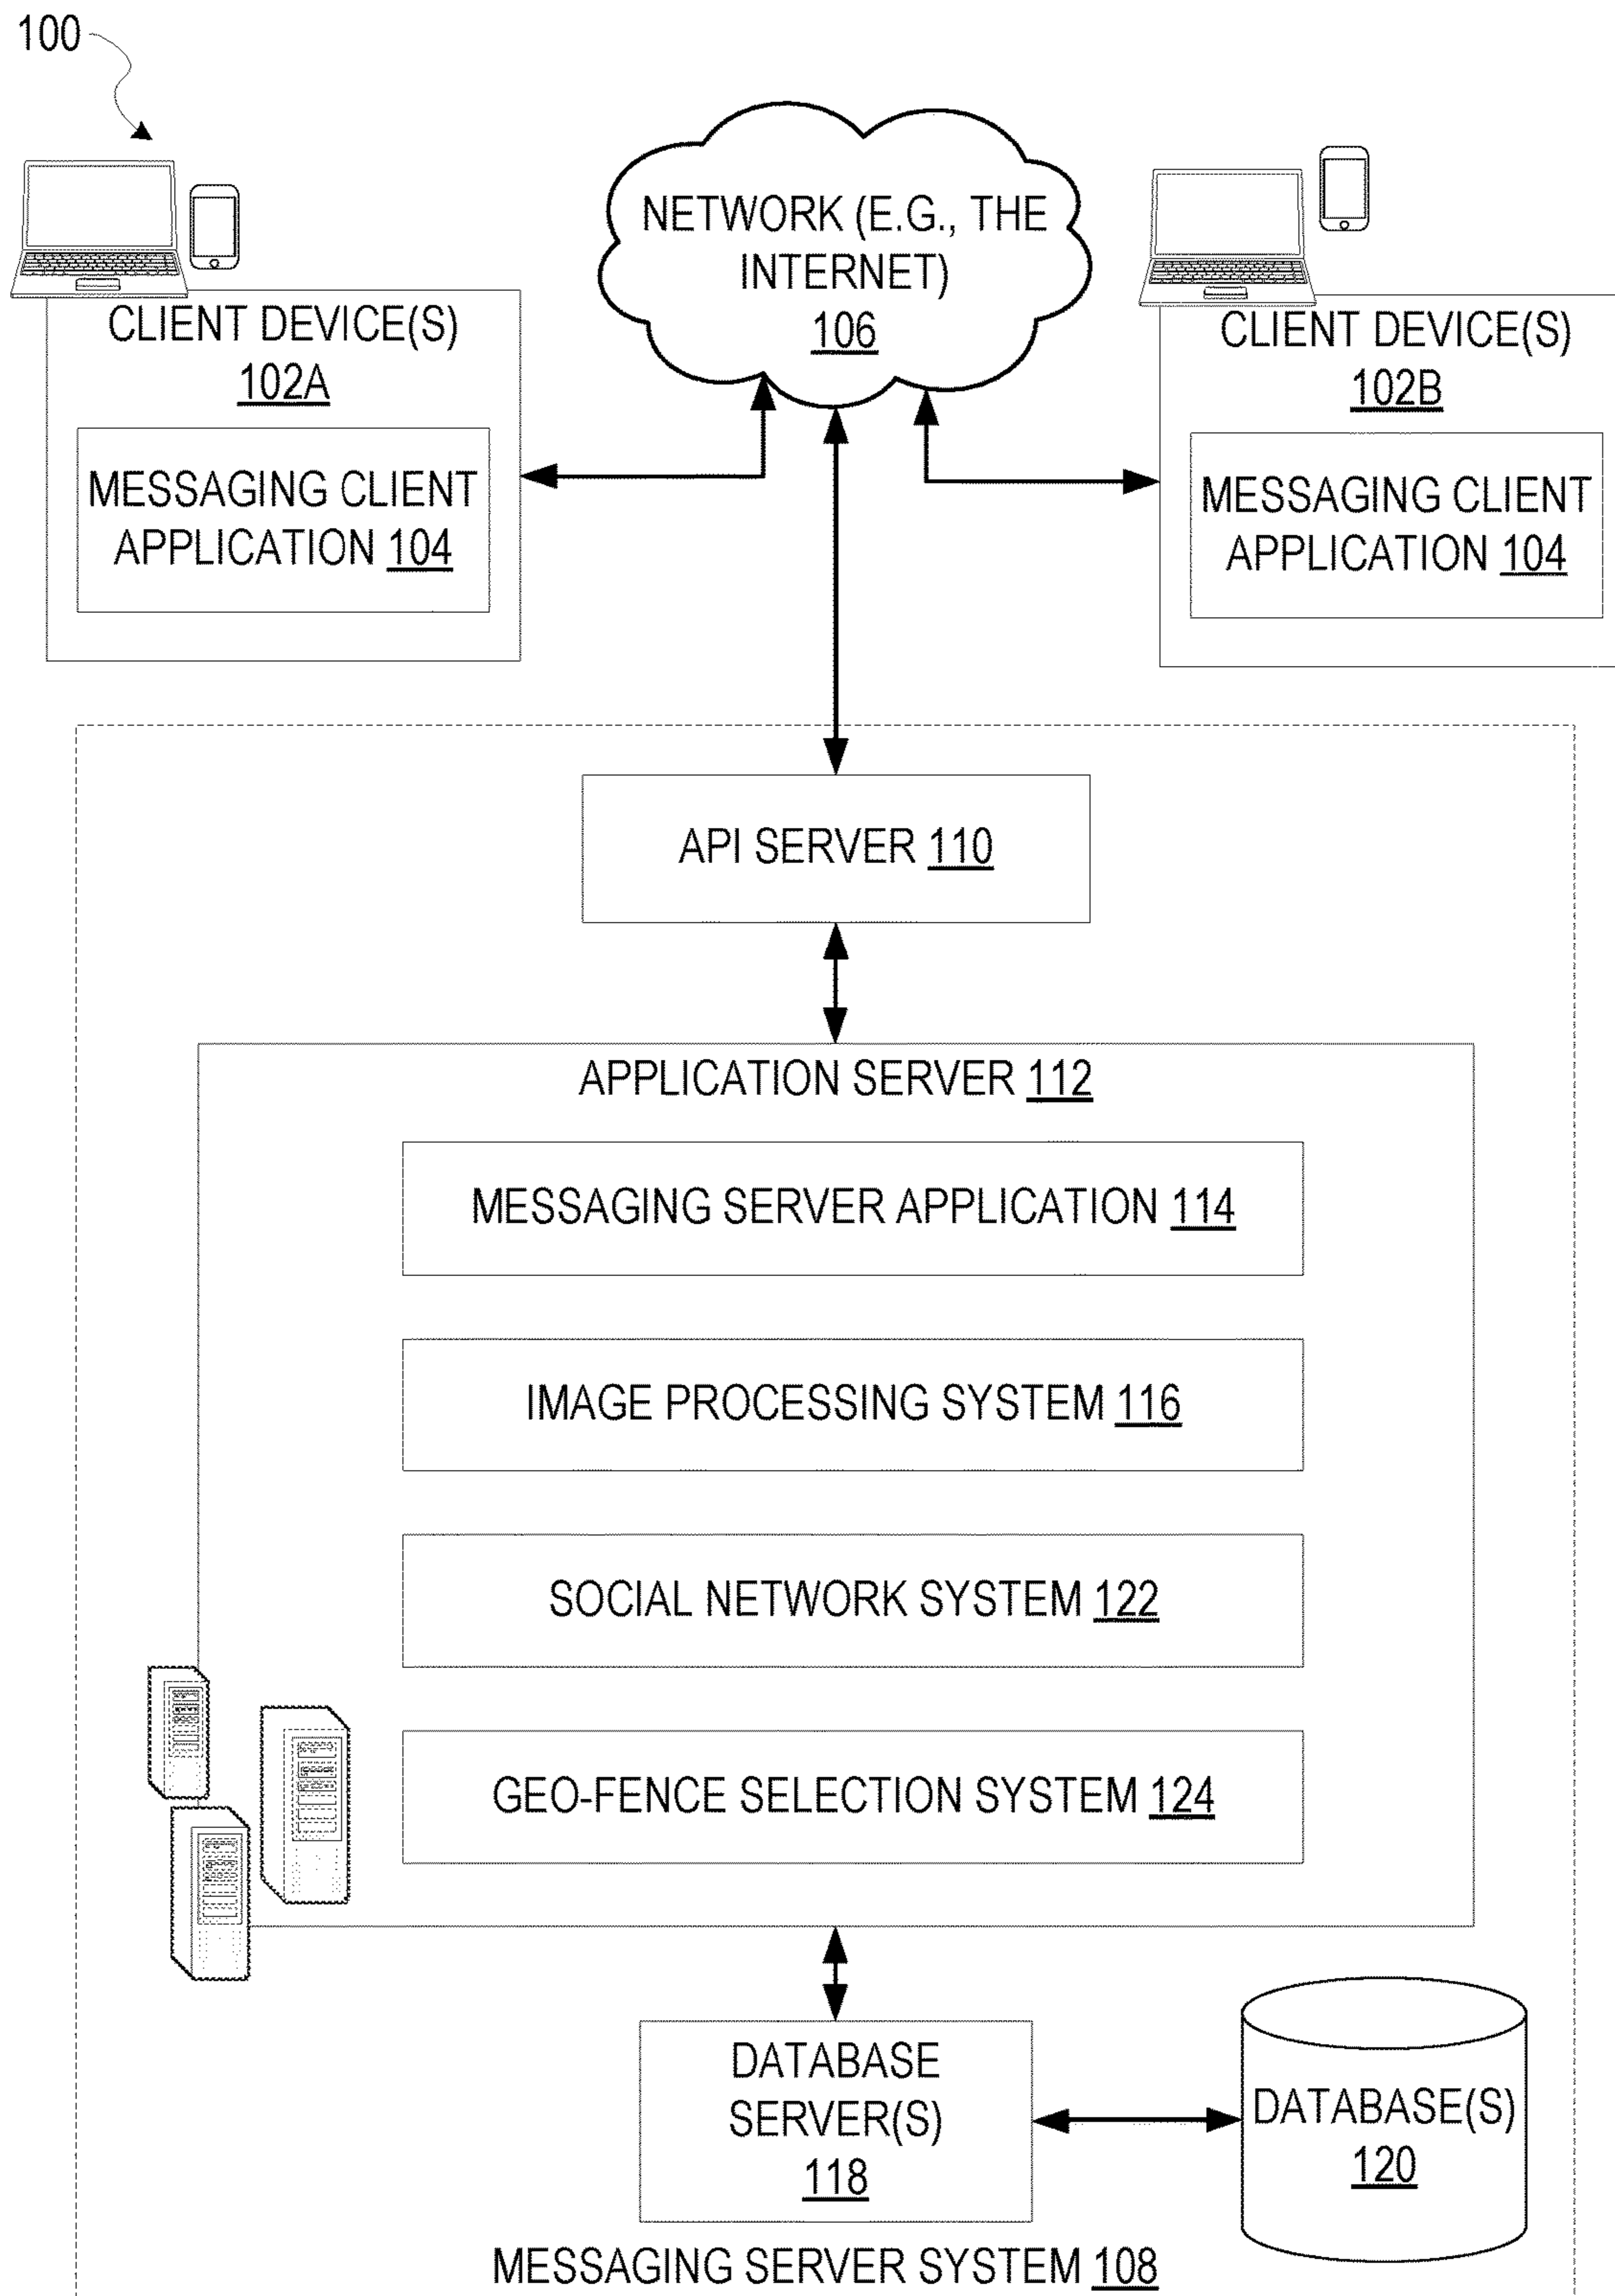 100
NETWORK (E.G., THE
INTERNET)
106
CLIENT DEVICE(S)
102A
MESSAGING CLIENT
APPLICATION 104
CLIENT DEVICE(S)
102B
MESSAGING CLIENT
APPLICATION 104
API SERVER 110
APPLICATION SERVER 112
MESSAGING SERVER APPLICATION 114
IMAGE PROCESSING SYSTEM 116
SOCIAL NETWORK SYSTEM 122
GEO-FENCE SELECTION SYSTEM 124
DATABASE
SERVER(S)
118
DATABASE(S)
120
MESSAGING SERVER SYSTEM 108